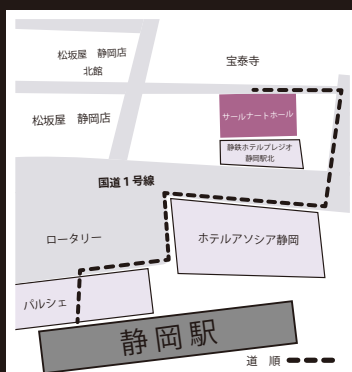 松坂屋　静岡店
北館
宝泰寺
松坂屋　静岡店
サールナートホール
静鉄ホテルプレジオ
静岡駅北
国道1号線
ロータリー
ホテルアソシア静岡
パルシェ
静岡駅
道　順